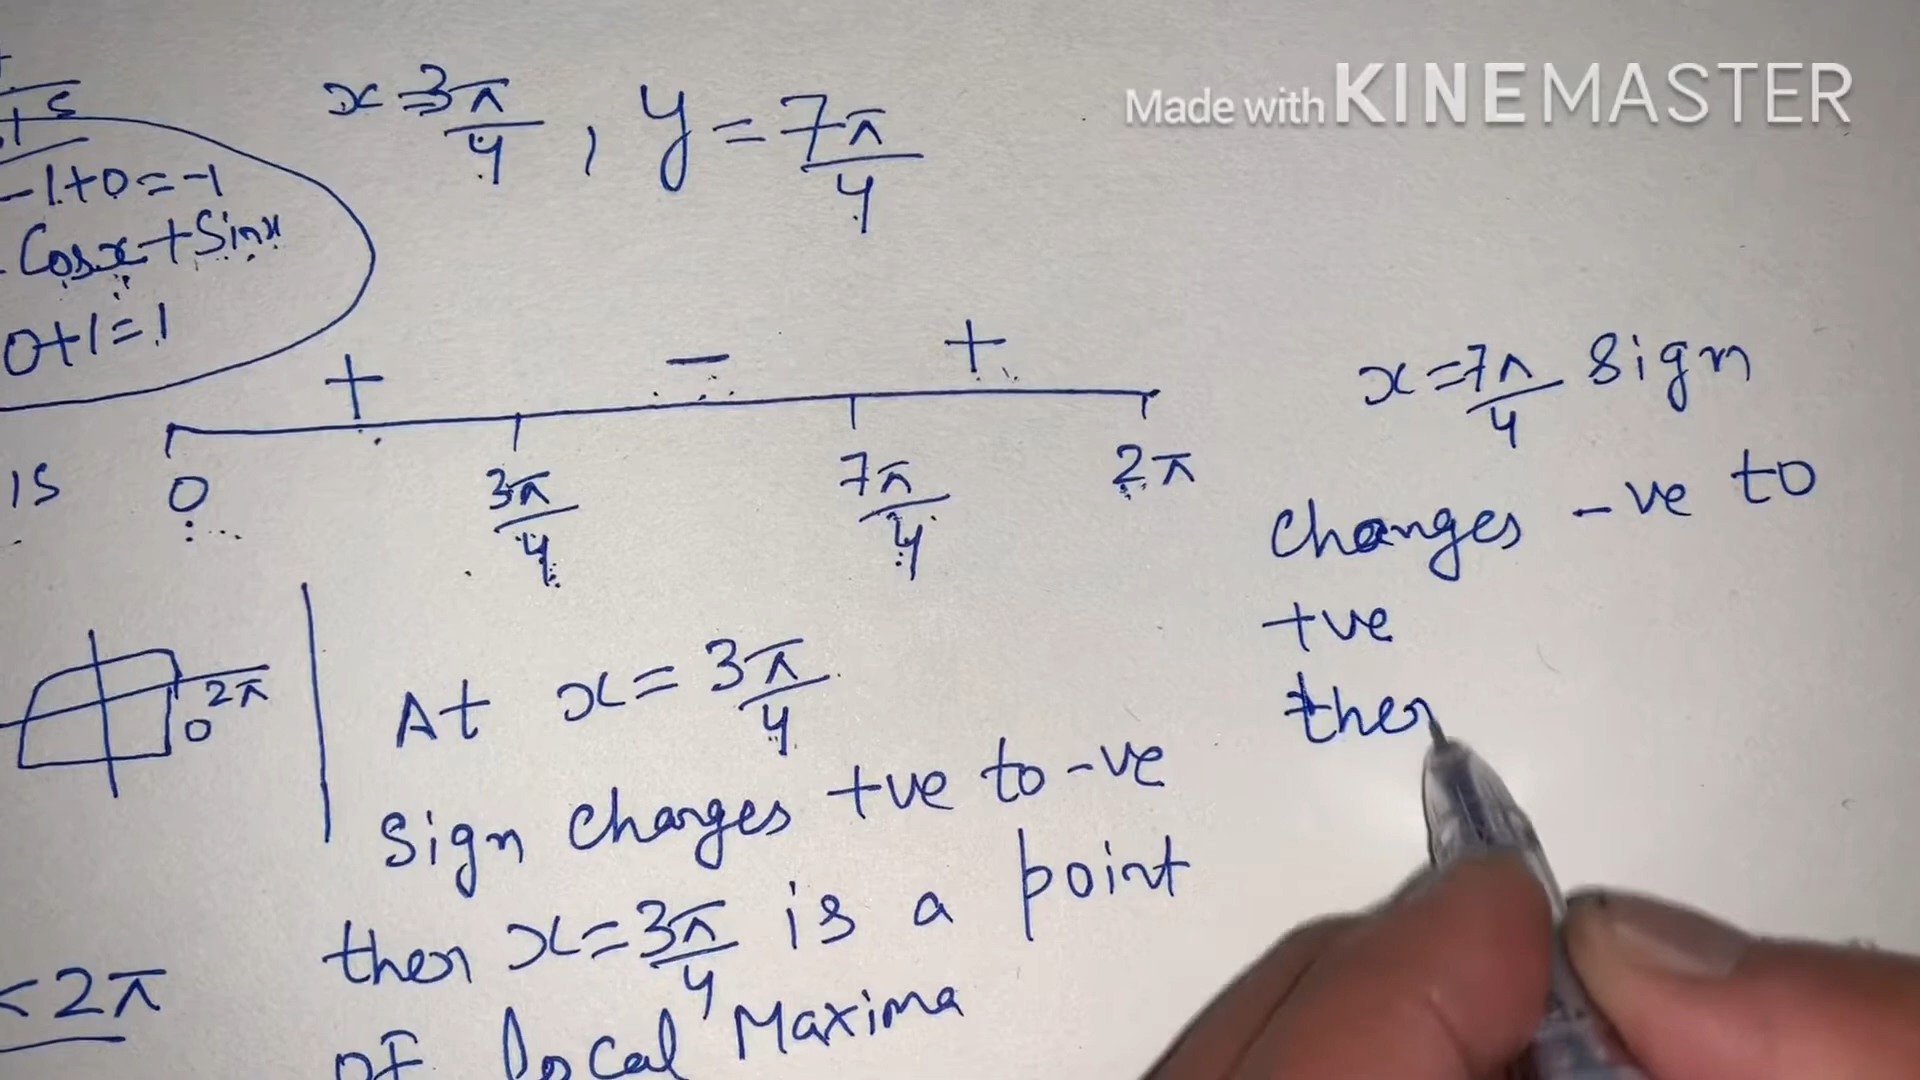 Made with KINEMASTER
x=3π/4, y=7π/4
-1+0=-1
Cosx+Sinx
0+1=1
+ - +
0 3π/4 7π/4 2π
is
x=7π/4 Sign
changes -ve to
+ve
then
2π
0
At x=3π/4
Sign changes +ve to -ve
then x=3π/4 is a point
of local Maxima
<2π